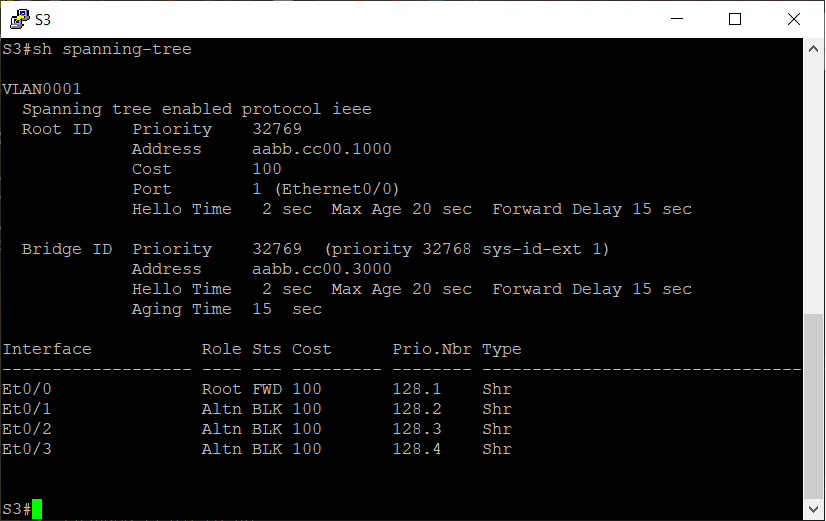 S3
S3#sh spanning-tree
VLAN0001
  Spanning tree enabled protocol ieee
  Root ID    Priority    32769
             Address     aabb.cc00.1000
             Cost        100
             Port        1 (Ethernet0/0)
             Hello Time   2 sec  Max Age 20 sec  Forward Delay 15 sec
  Bridge ID  Priority    32769  (priority 32768 sys-id-ext 1)
             Address     aabb.cc00.3000
             Hello Time   2 sec  Max Age 20 sec  Forward Delay 15 sec
             Aging Time  15  sec
Interface           Role Sts Cost      Prio.Nbr Type
------------------- ---- --- --------- -------- --------------------------------
Et0/0               Root FWD 100       128.1    Shr
Et0/1               Altn BLK 100       128.2    Shr
Et0/2               Altn BLK 100       128.3    Shr
Et0/3               Altn BLK 100       128.4    Shr
S3#